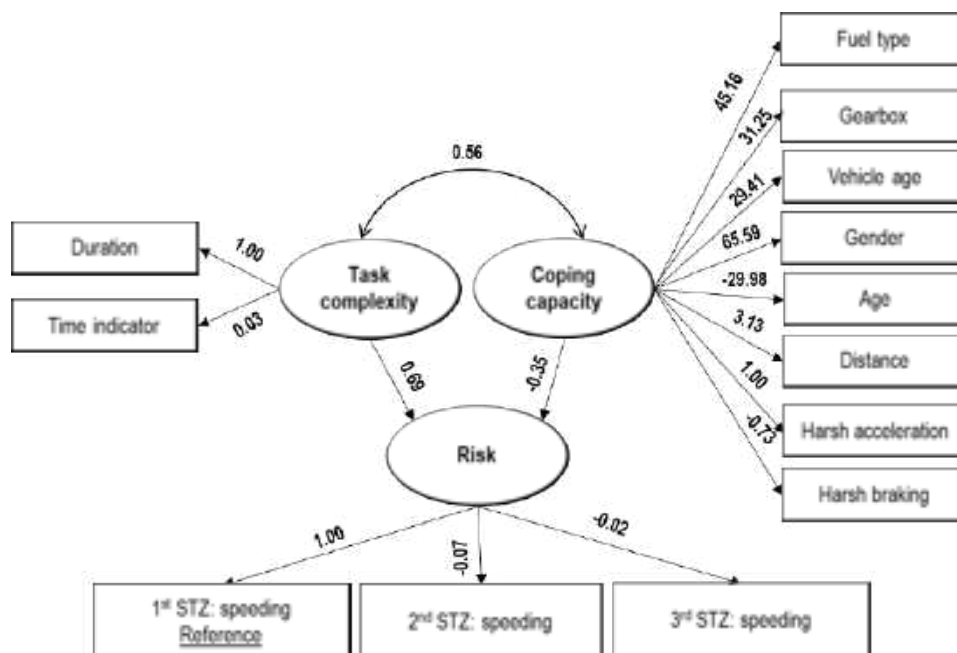 Fuel type
45.16
Gearbox
31.25
0.56
Vehicle age
29.41
Duration
1.00
Task
complexity
Coping
capacity
65.59
Gender
-29.98
Age
Time indicator
0.03
3.13
Distance
0.69
-0.35
1.00
Harsh acceleration
-0.73
Risk
Harsh braking
1.00
-0.07
-0.02
1st STZ: speeding
Reference
2nd STZ: speeding
3rd STZ: speeding